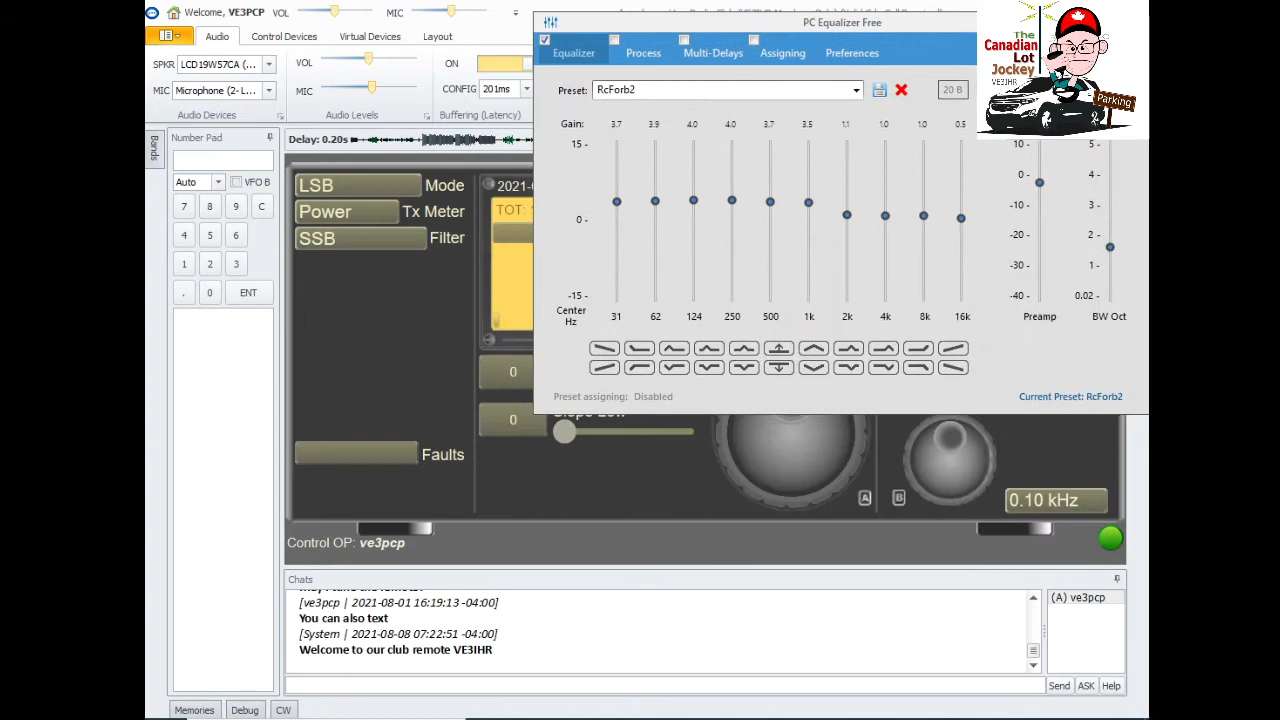 Welcome, VE3PCP VOL MIC
PC Equalizer Free
Audio Control Devices Virtual Devices Layout
SPKR LCD19W57CA (...
MIC Microphone (2- L...
Audio Devices
VOL
MIC
Audio Levels
ON
CONFIG 201ms
Buffering (Latency)
Equalizer Process Multi-Delays Assigning Preferences
The
Canadian
Lot
Jockey
VE3IHR
Parking
Preset: RcForb2 20 B
Gain: 3.7 3.9 4.0 4.0 3.7 3.5 1.1 1.0 1.0 0.5
15 -
0 -
-15 -
10 -
0 -
-10 -
-20 -
-30 -
-40 -
5 -
4 -
3 -
2 -
1 -
0.02 -
Center
Hz
31 62 124 250 500 1k 2k 4k 8k 16k Preamp BW Oct
Preset assigning: Disabled
Current Preset: RcForb2
Bands
Number Pad
Auto VFO B
7 8 9 C
4 5 6
1 2 3
. 0 ENT
Delay: 0.20s
LSB Mode
Power Tx Meter
SSB Filter
2021-
TOT:
0
0
Faults
A B
0.10 kHz
Control OP: ve3pcp
Chats
[ve3pcp | 2021-08-01 16:19:13 -04:00]
You can also text
[System | 2021-08-08 07:22:51 -04:00]
Welcome to our club remote VE3IHR
(A) ve3pcp
Send ASK Help
Memories Debug CW